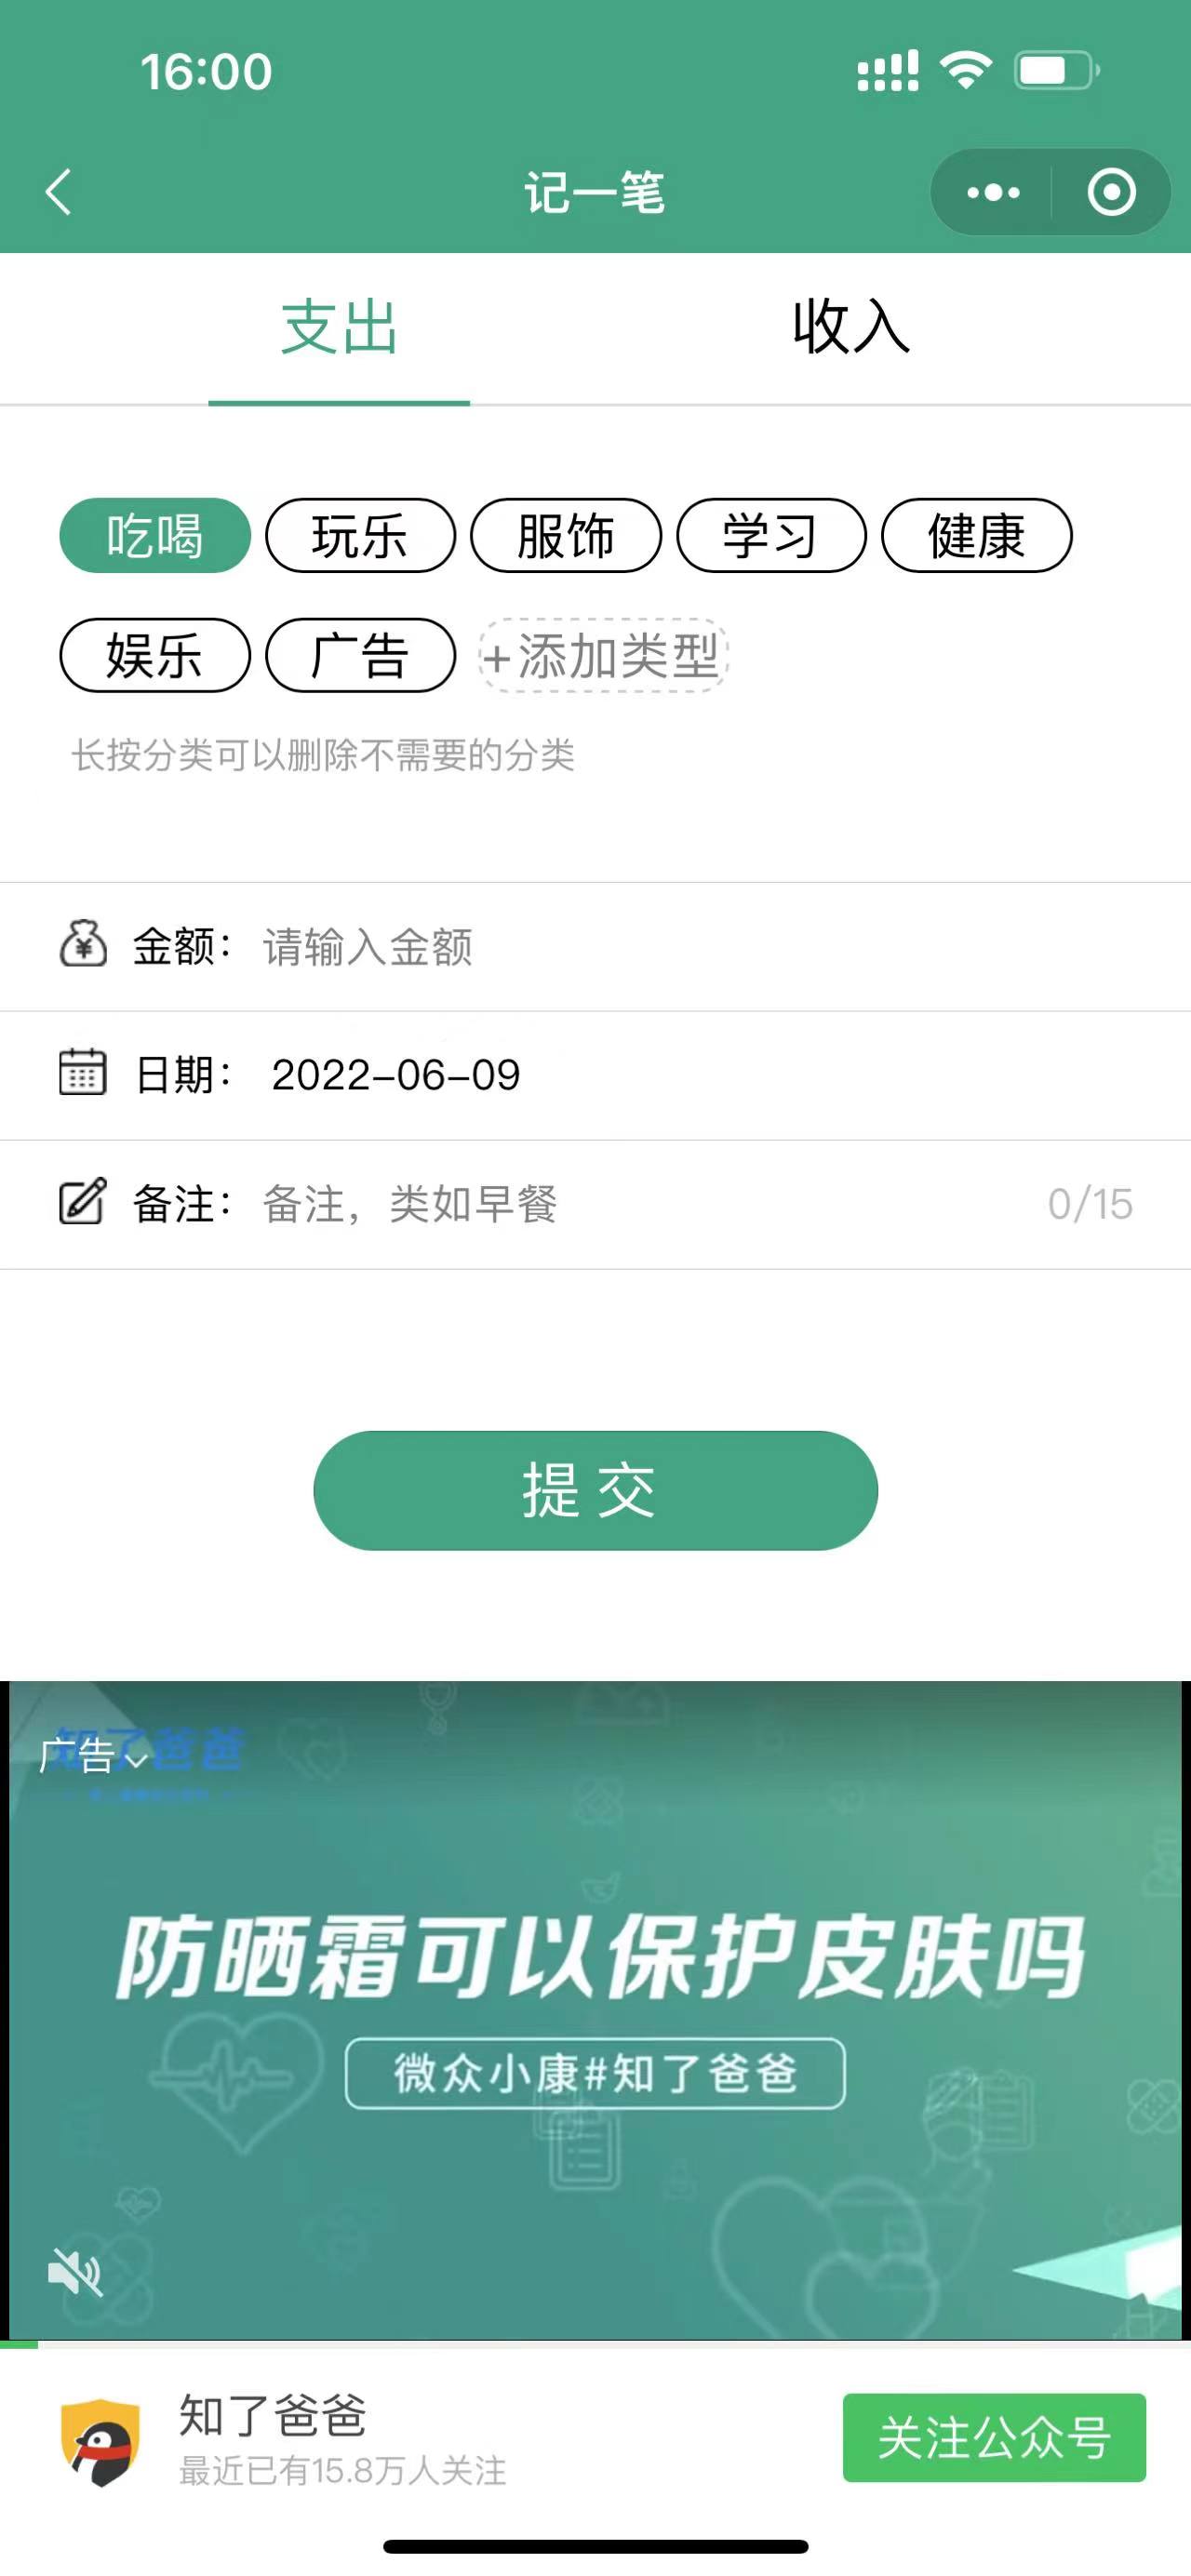 16:00
记一笔
支出
收入
吃喝
玩乐
服饰
学习
健康
娱乐
广告
+添加类型
长按分类可以删除不需要的分类
金额：
请输入金额
日期：
2022-06-09
备注：
备注，类如早餐
0/15
提交
知了爸爸
广告
防晒霜可以保护皮肤吗
微众小康#知了爸爸
知了爸爸
最近已有15.8万人关注
关注公众号